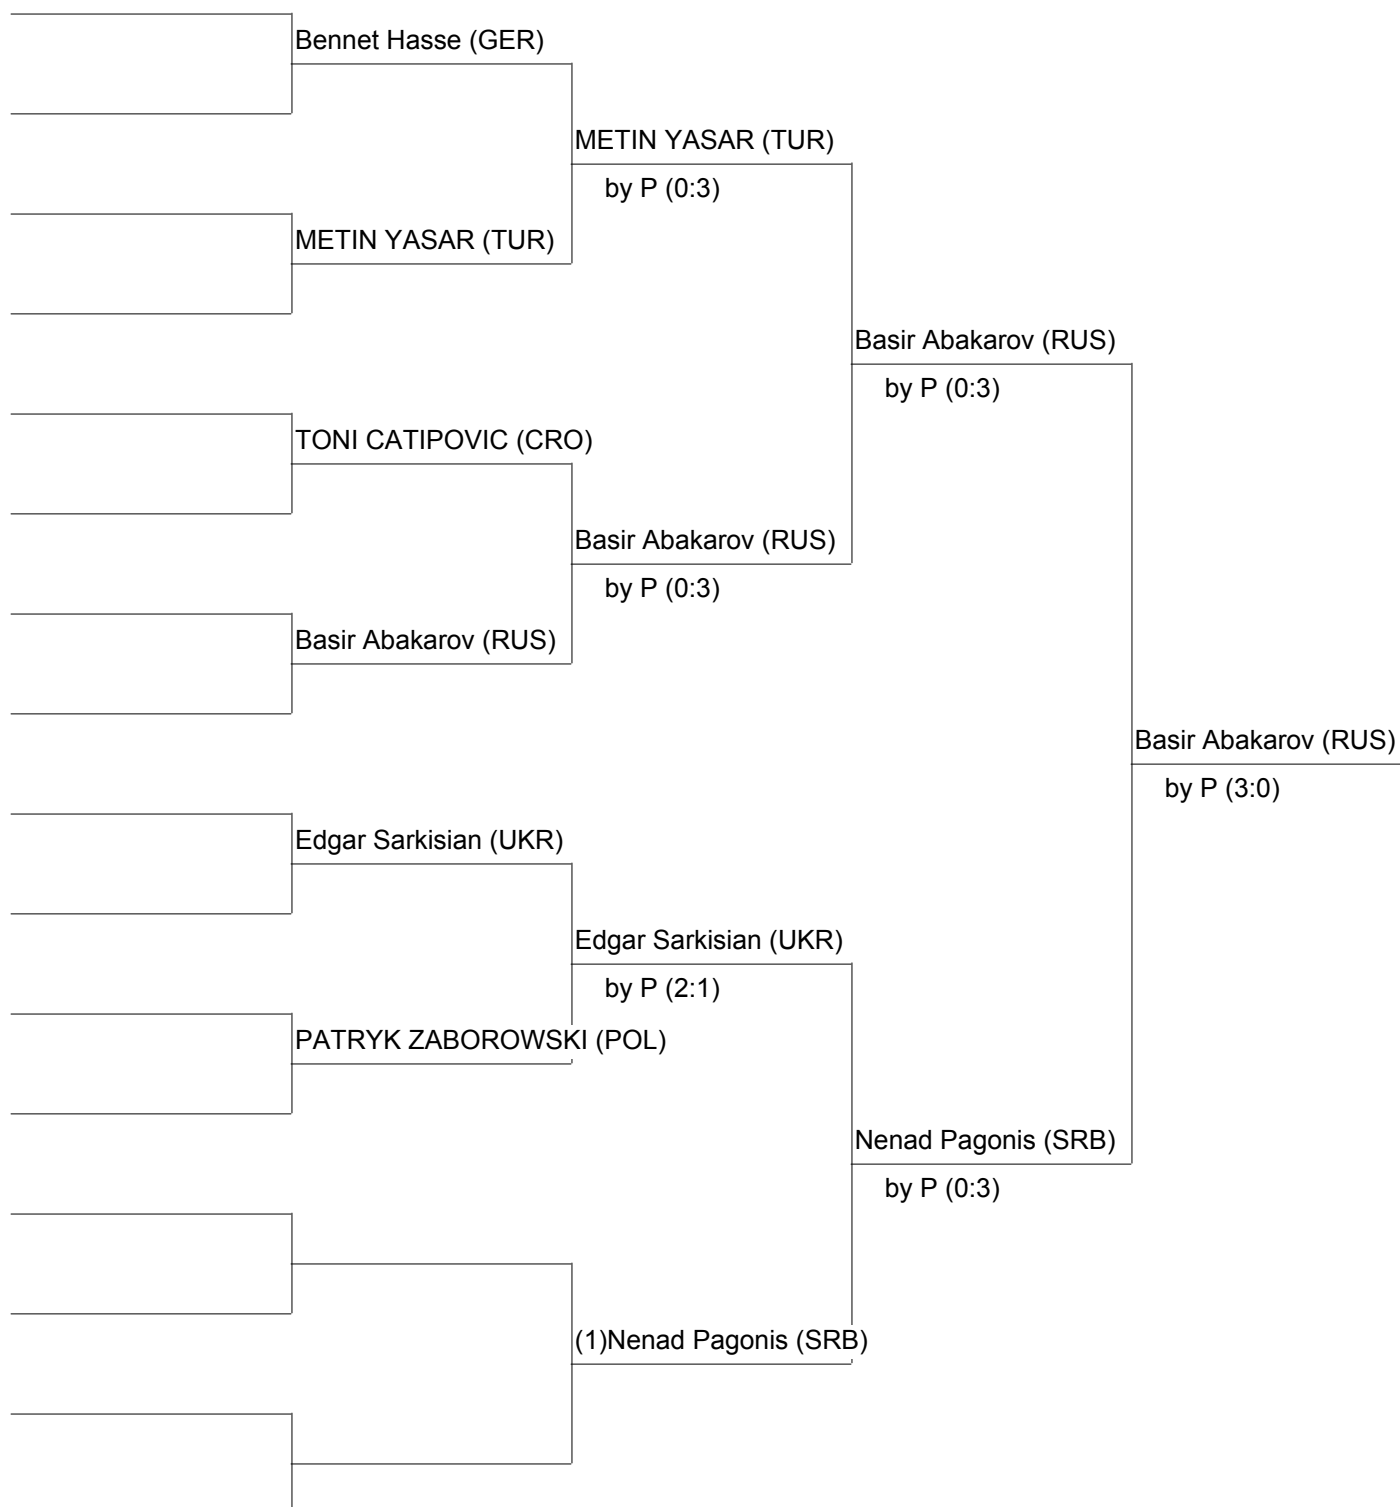 Bennet Hasse (GER)
METIN YASAR (TUR)
by P (0:3)
METIN YASAR (TUR)
Basir Abakarov (RUS)
by P (0:3)
TONI CATIPOVIC (CRO)
Basir Abakarov (RUS)
by P (0:3)
Basir Abakarov (RUS)
Basir Abakarov (RUS)
by P (3:0)
Edgar Sarkisian (UKR)
Edgar Sarkisian (UKR)
by P (2:1)
PATRYK ZABOROWSKI (POL)
Nenad Pagonis (SRB)
by P (0:3)
(1)Nenad Pagonis (SRB)